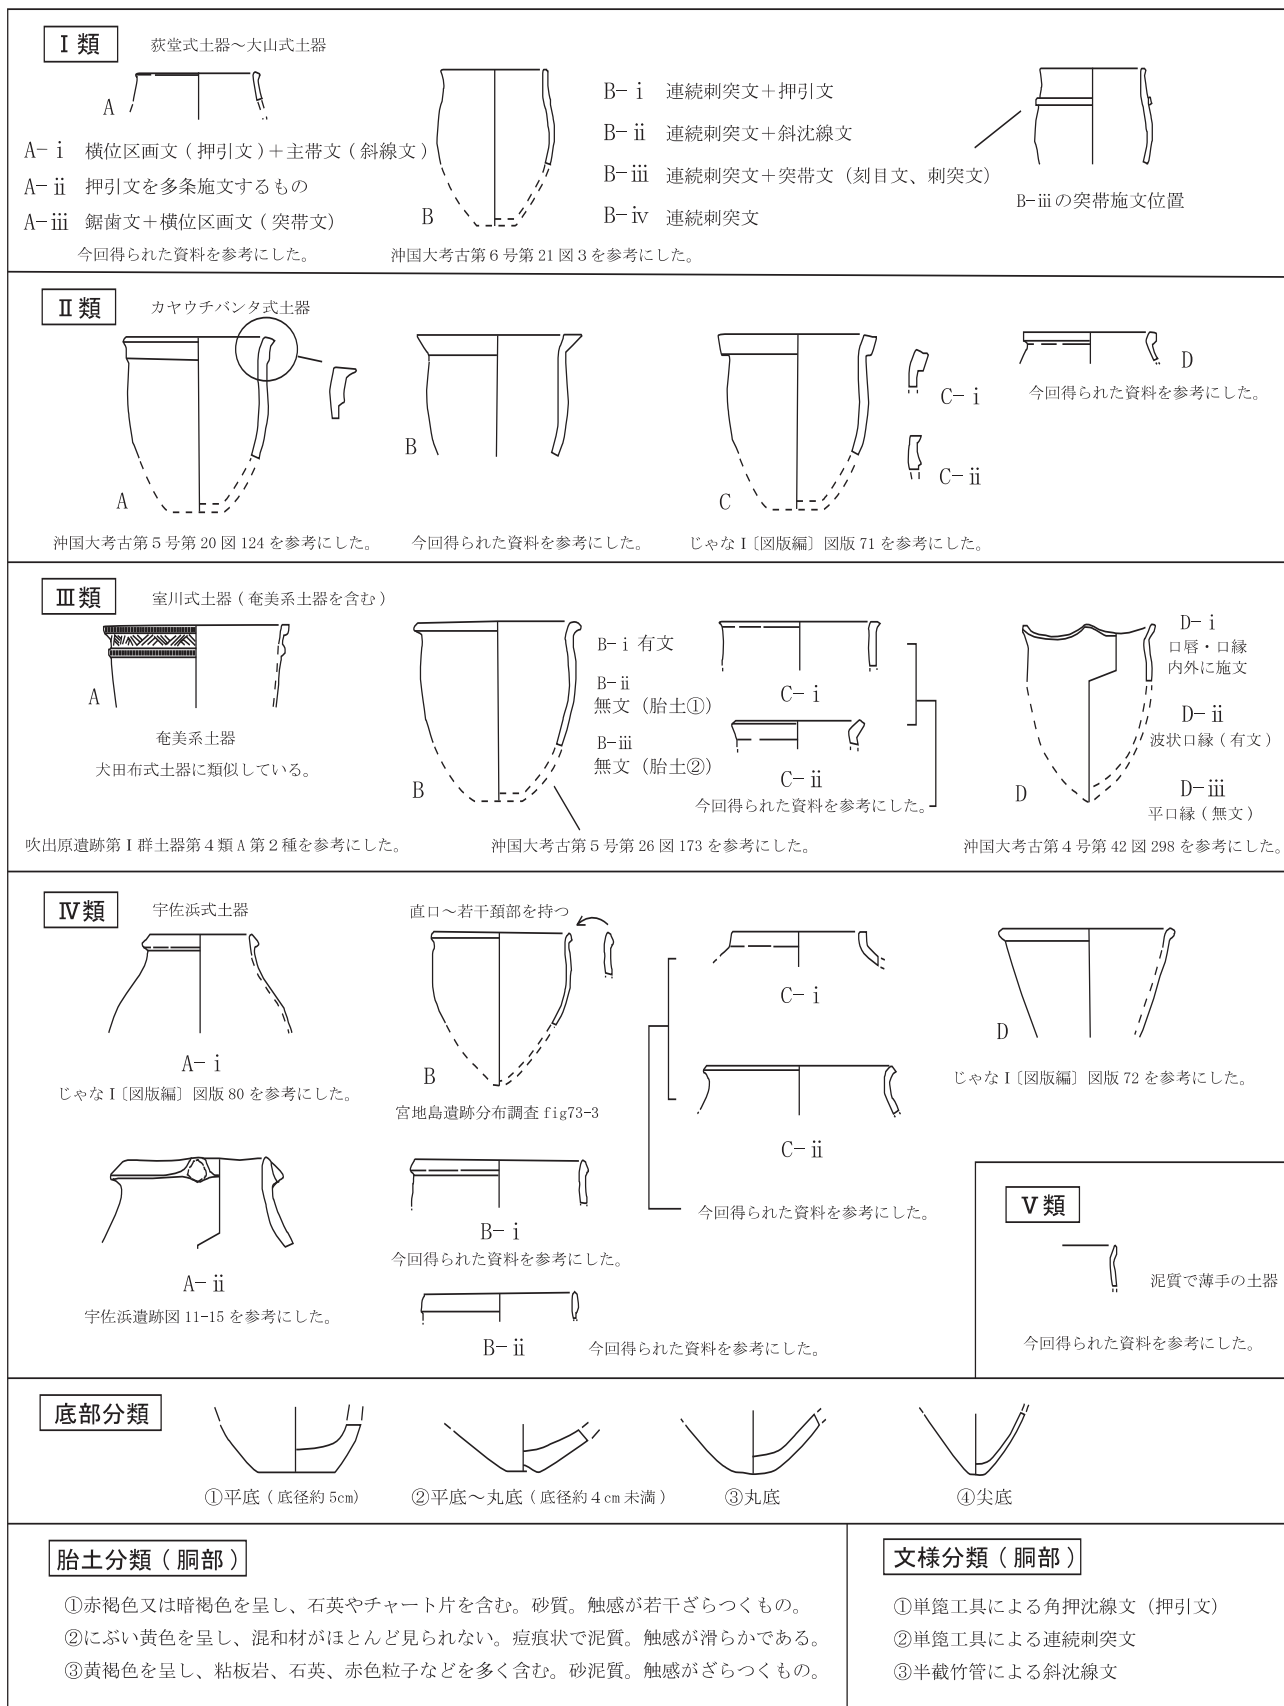 Ⅰ類
荻堂式土器～大山式土器
A
A-ⅰ 横位区画文(押引文)+主帯文(斜線文)
A-ⅱ 押引文を多条施文するもの
A-ⅲ 鋸歯文+横位区画文(突帯文)
今回得られた資料を参考にした。
B
沖国大考古第6号第21図3を参考にした。
B-ⅰ 連続刺突文+押引文
B-ⅱ 連続刺突文+斜沈線文
B-ⅲ 連続刺突文+突帯文(刻目文、刺突文)
B-ⅳ 連続刺突文
B-ⅲの突帯施文位置
Ⅱ類
カヤウチバンタ式土器
A
沖国大考古第5号第20図124を参考にした。
B
今回得られた資料を参考にした。
C
C-ⅰ
C-ⅱ
じゃなⅠ〔図版編〕図版71を参考にした。
D
今回得られた資料を参考にした。
Ⅲ類
室川式土器(奄美系土器を含む)
A
奄美系土器
犬田布式土器に類似している。
吹出原遺跡第Ⅰ群土器第4類A第2種を参考にした。
B
B-ⅰ 有文
B-ⅱ
無文(胎土①)
B-ⅲ
無文(胎土②)
沖国大考古第5号第26図173を参考にした。
C-ⅰ
C-ⅱ
今回得られた資料を参考にした。
D
D-ⅰ
口唇・口縁
内外に施文
D-ⅱ
波状口縁(有文)
D-ⅲ
平口縁(無文)
沖国大考古第4号第42図298を参考にした。
Ⅳ類
宇佐浜式土器
A-ⅰ
じゃなⅠ〔図版編〕図版80を参考にした。
A-ⅱ
宇佐浜遺跡図11-15を参考にした。
直口～若干頚部を持つ
B
宮地島遺跡分布調査fig73-3
B-ⅰ
今回得られた資料を参考にした。
B-ⅱ
今回得られた資料を参考にした。
C-ⅰ
C-ⅱ
今回得られた資料を参考にした。
D
じゃなⅠ〔図版編〕図版72を参考にした。
Ⅴ類
泥質で薄手の土器
今回得られた資料を参考にした。
底部分類
①平底(底径約5cm)
②平底～丸底(底径約4cm未満)
③丸底
④尖底
胎土分類(胴部)
①赤褐色又は暗褐色を呈し、石英やチャート片を含む。砂質。触感が若干ざらつくもの。
②にぶい黄色を呈し、混和材がほとんど見られない。痘痕状で泥質。触感が滑らかである。
③黄褐色を呈し、粘板岩、石英、赤色粒子などを多く含む。砂泥質。触感がざらつくもの。
文様分類(胴部)
①単箆工具による角押沈線文(押引文)
②単箆工具による連続刺突文
③半截竹管による斜沈線文